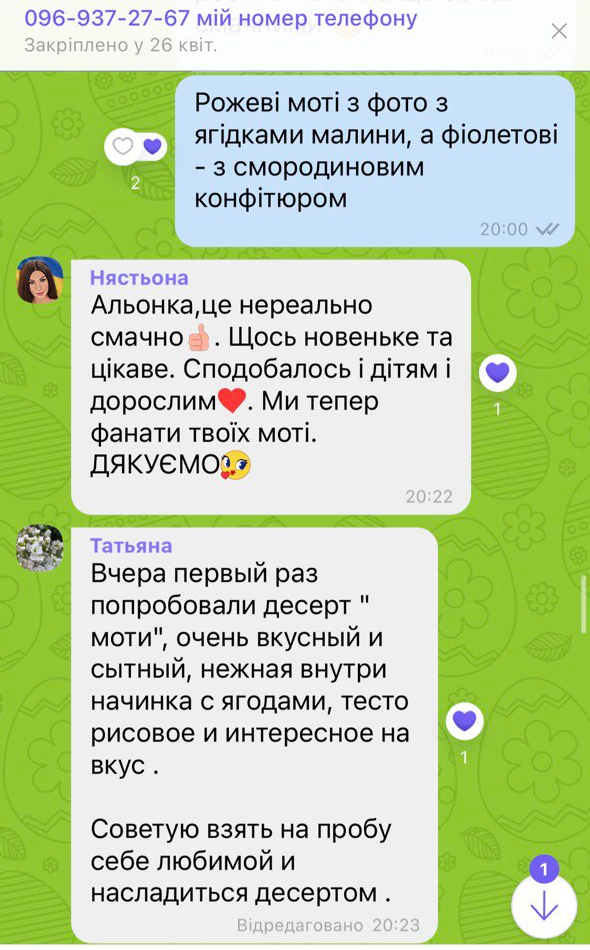 096-937-27-67 мій номер телефону
Закріплено у 26 квіт.
19:58
Рожеві моті з фото з
ягідками малини, а фіолетові
- з смородиновим
конфітюром
2
20:00
Нястьона
Альонка,це нереально
смачно👍. Щось новеньке та
цікаве. Сподобалось і дітям і
дорослим❤️. Ми тепер
фанати твоїх моті.
ДЯКУЄМО😘
1
20:22
Татьяна
Вчера первый раз
попробовали десерт "
моти", очень вкусный и
сытный, нежная внутри
начинка с ягодами, тесто
рисовое и интересное на
вкус .
1
Советую взять на пробу
себе любимой и
насладиться десертом .
Відредаговано 20:23
1